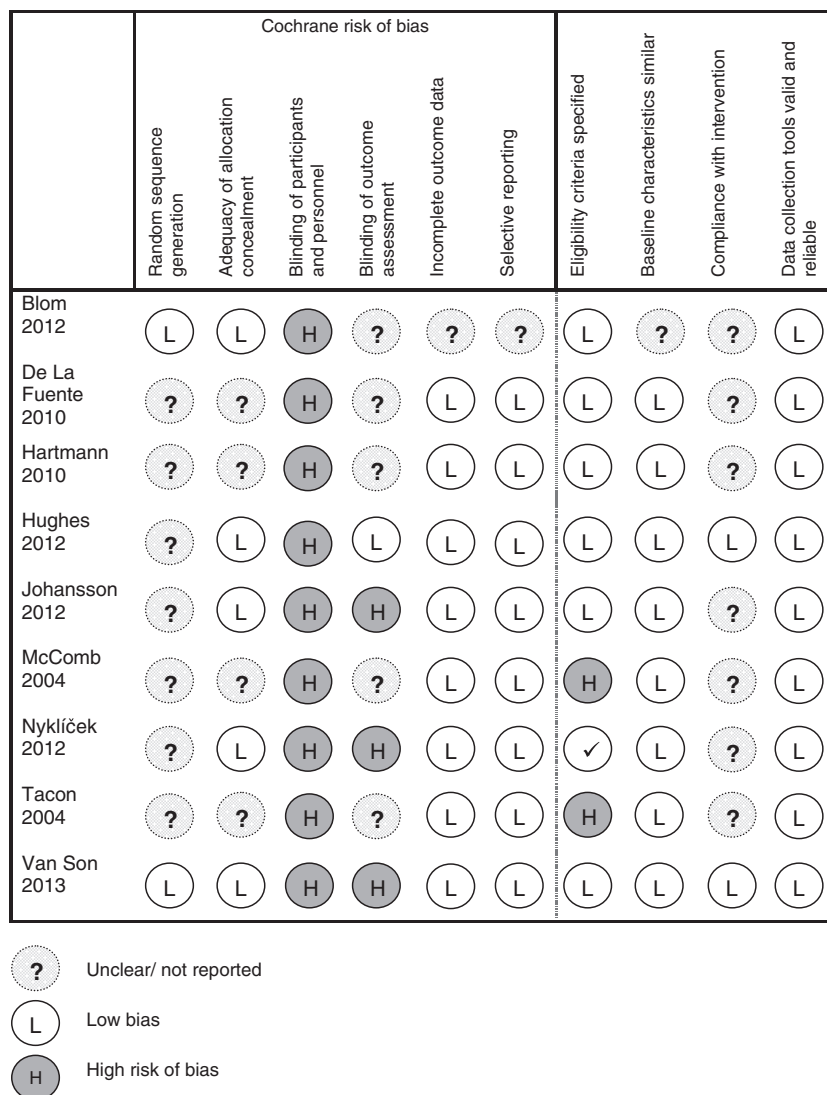 Cochrane risk of bias
Random sequence
generation
Adequacy of allocation
concealment
Blinding of participants
and personnel
Blinding of outcome
assessment
Incomplete outcome data
Selective reporting
Eligibility criteria specified
Baseline characteristics similar
Compliance with intervention
Data collection tools valid and
reliable
Blom
2012
L L H ? ? ? L ? ? L
De La
Fuente
2010
? ? H ? L L L L ? L
Hartmann
2010
? ? H ? L L L L ? L
Hughes
2012
? L H L L L L L L L
Johansson
2012
? L H H L L L L ? L
McComb
2004
? ? H ? L L H L ? L
Nyklíček
2012
? L H H L L ✓ L ? L
Tacon
2004
? ? H ? L L H L ? L
Van Son
2013
L L H H L L L L L L
? Unclear/ not reported
L Low bias
H High risk of bias